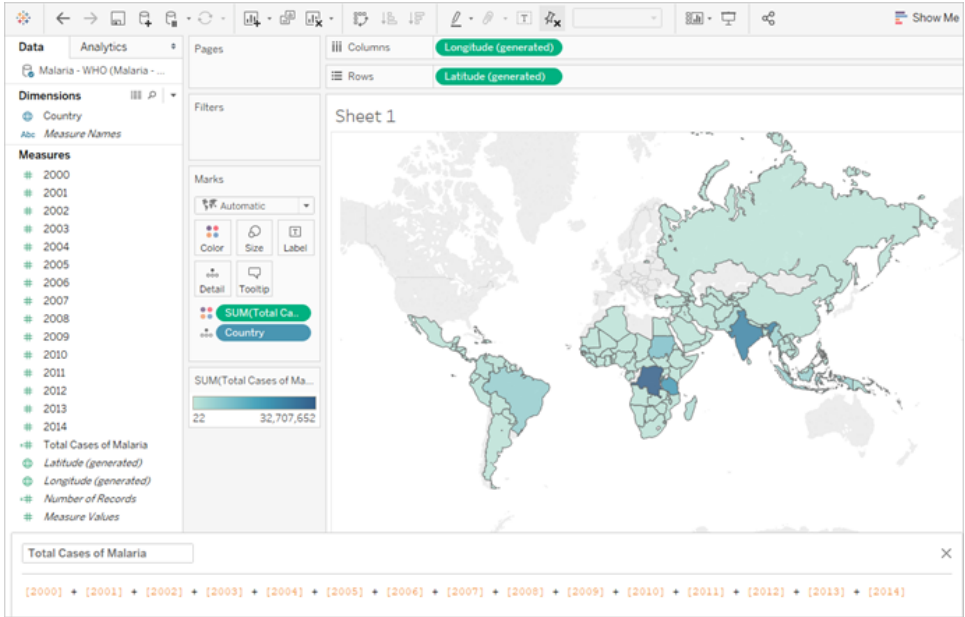 Show Me
Data
Analytics
Pages
Columns
Longitude (generated)
Malaria - WHO (Malaria - ...
Rows
Latitude (generated)
Dimensions
Filters
Sheet 1
Country
Abc Measure Names
Measures
# 2000
# 2001
# 2002
# 2003
# 2004
# 2005
# 2006
# 2007
# 2008
# 2009
# 2010
# 2011
# 2012
# 2013
# 2014
=# Total Cases of Malaria
Latitude (generated)
Longitude (generated)
=# Number of Records
# Measure Values
Marks
Automatic
Color
Size
Label
Detail
Tooltip
SUM(Total Ca..
Country
SUM(Total Cases of Ma...
22
32,707,652
Total Cases of Malaria
[2000] + [2001] + [2002] + [2003] + [2004] + [2005] + [2006] + [2007] + [2008] + [2009] + [2010] + [2011] + [2012] + [2013] + [2014]